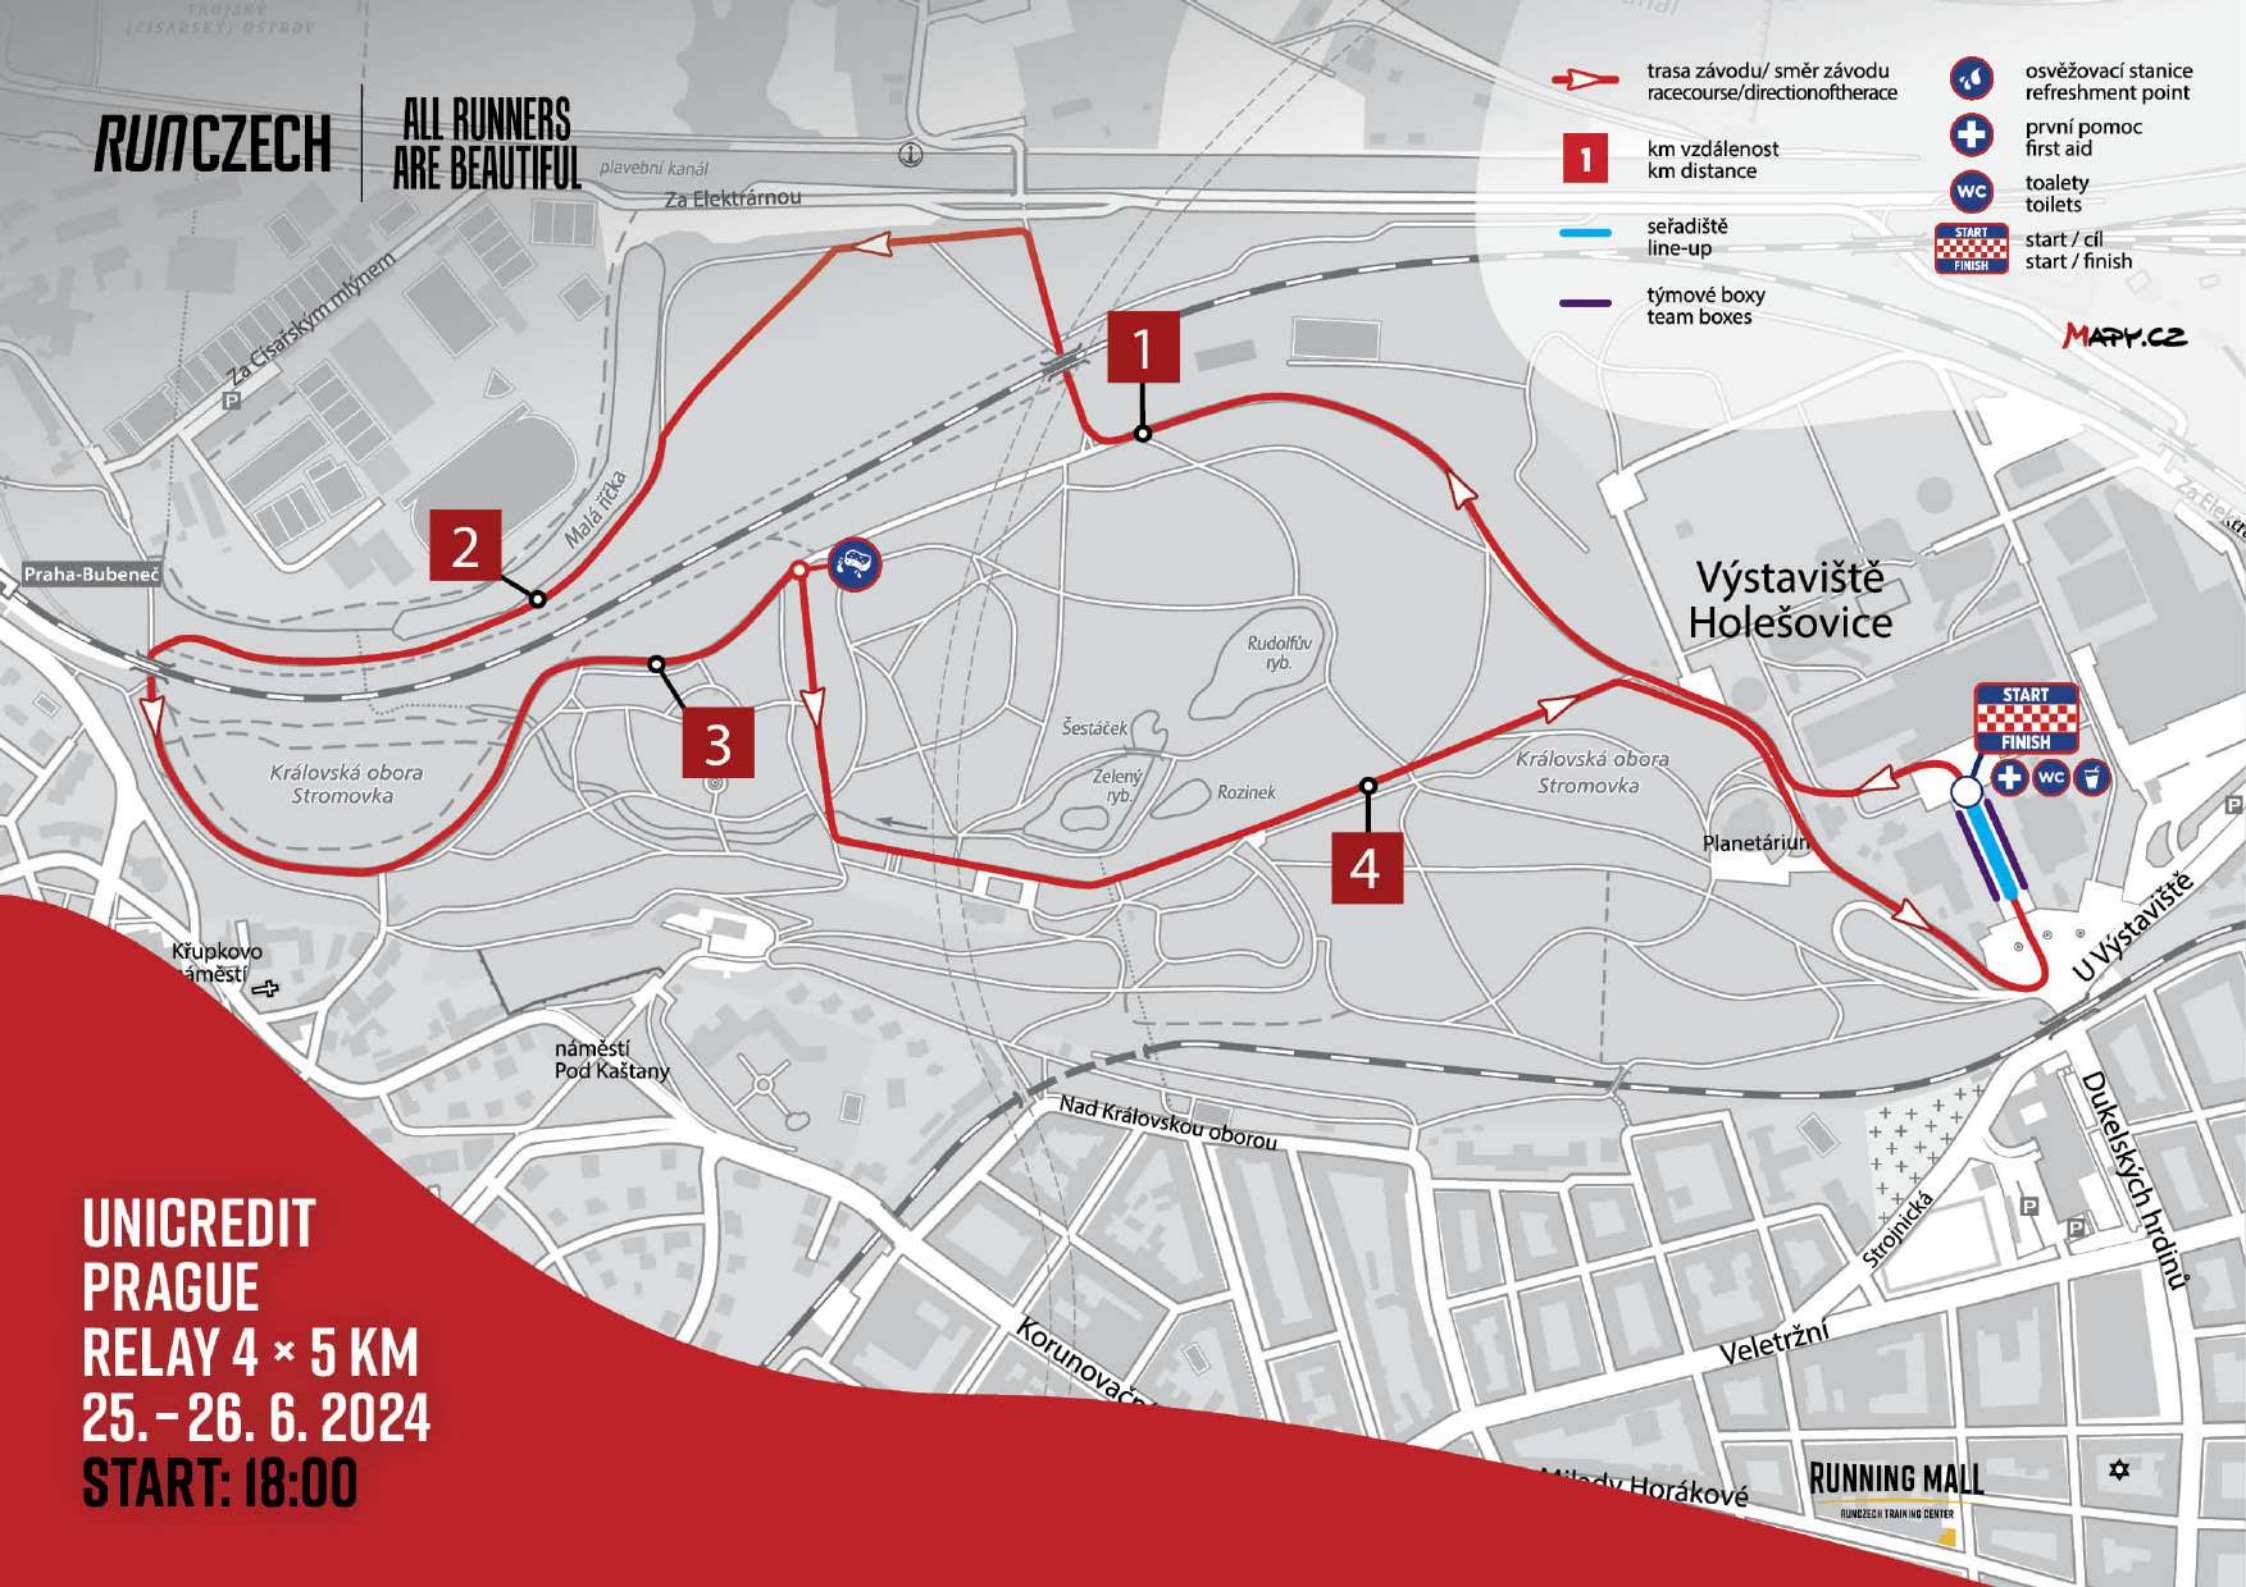 TROJSKÝ
(CÍSAŘSKÝ) OSTROV
RUNCZECH
ALL RUNNERS
ARE BEAUTIFUL
plavební kanál
Za Elektrárnou
trasa závodu/ směr závodu
racecourse/directionoftherace
1
km vzdálenost
km distance
seřadiště
line-up
týmové boxy
team boxes
osvěžovací stanice
refreshment point
první pomoc
first aid
WC
toalety
toilets
START
FINISH
start / cíl
start / finish
MAPY.CZ
Za Císařským mlýnem
P
1
Malá říčka
2
Praha-Bubeneč
Výstaviště
Holešovice
Rudolfův
ryb.
START
FINISH
WC
P
3
Šestáček
Zelený
ryb.
Rozinek
Královská obora
Stromovka
Královská obora
Stromovka
4
Planetárium
U Výstaviště
Křupkovo
náměstí
náměstí
Pod Kaštany
Nad Královskou oborou
Dukelských hrdinů
Strojnická
P
P
Veletržní
Korunovační
Milady Horákové
UNICREDIT
PRAGUE
RELAY 4 × 5 KM
25. – 26. 6. 2024
START: 18:00
RUNNING MALL
RUNCZECH TRAINING CENTER